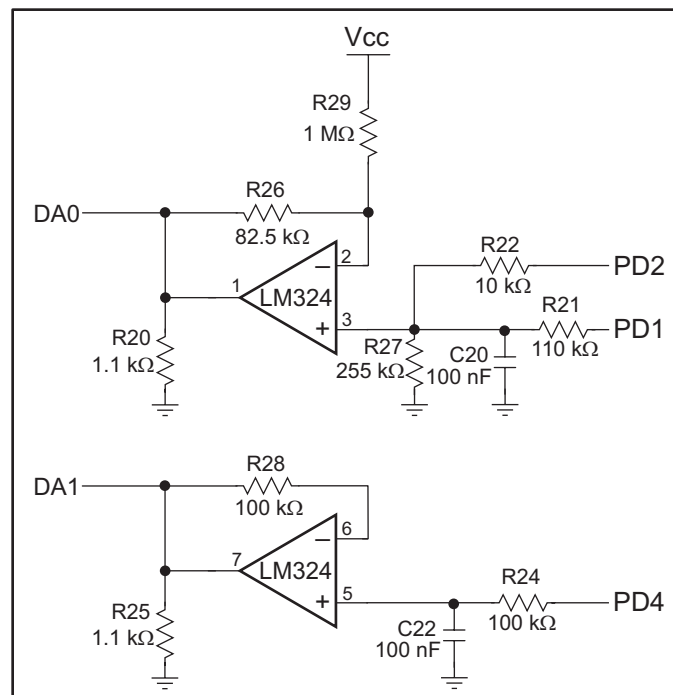 Vcc
R29
1 MΩ
R26
DA0
82.5 kΩ
2
R22
PD2
1
LM324
10 kΩ
R21
3
PD1
R20
R27
C20
110 kΩ
1.1 kΩ
255 kΩ
100 nF
−
+
DA1
R28
100 kΩ
6
7
LM324
R24
5
PD4
R25
C22
100 kΩ
1.1 kΩ
100 nF
−
+